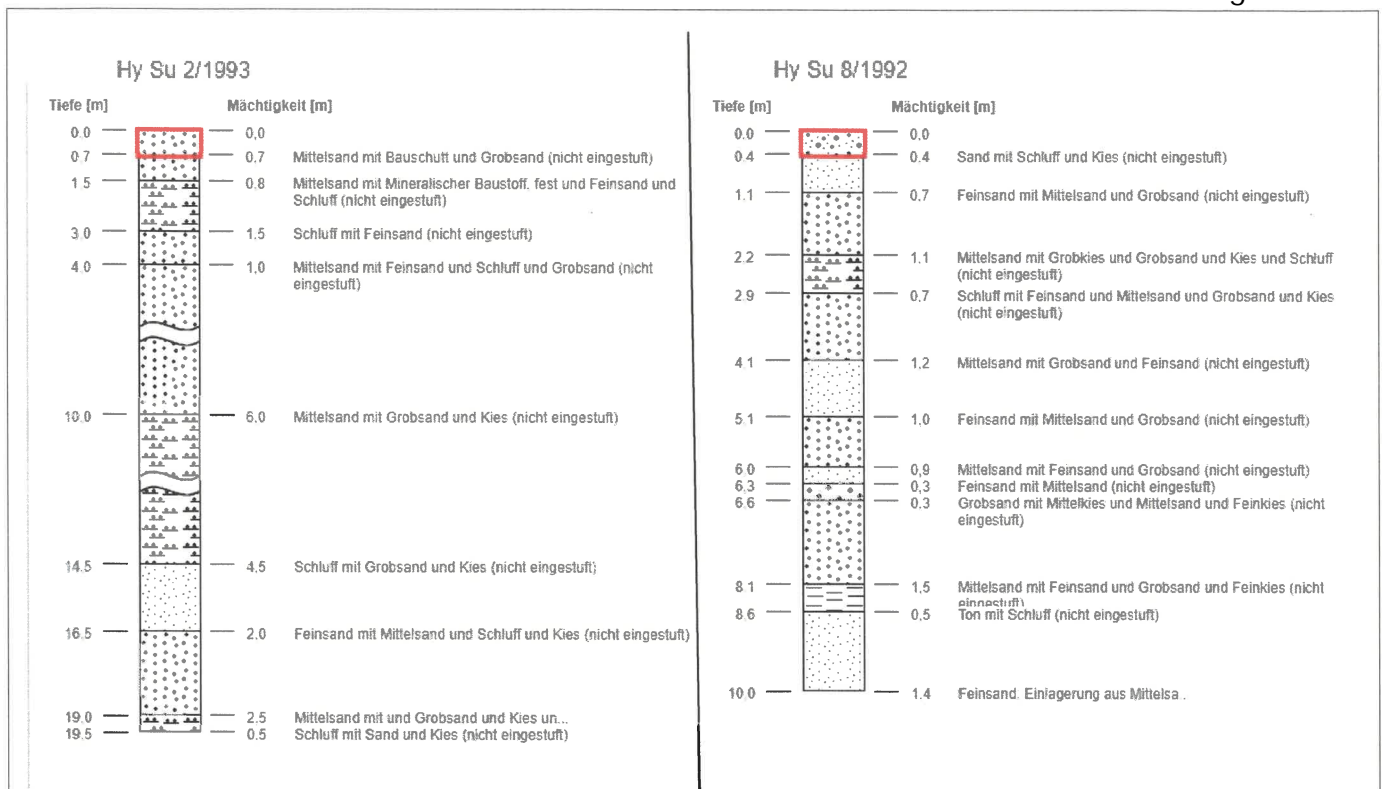 Hy Su 2/1993
Tiefe [m] Mächtigkeit [m]
0.0 0,0
0.7 0.7 Mittelsand mit Bauschutt und Grobsand (nicht eingestuft)
1.5 0.8 Mittelsand mit Mineralischer Baustoff, fest und Feinsand und
Schluff (nicht eingestuft)
3.0 1.5 Schluff mit Feinsand (nicht eingestuft)
4.0 1.0 Mittelsand mit Feinsand und Schluff und Grobsand (nicht
eingestuft)
10.0 6.0 Mittelsand mit Grobsand und Kies (nicht eingestuft)
14.5 4.5 Schluff mit Grobsand und Kies (nicht eingestuft)
16.5 2.0 Feinsand mit Mittelsand und Schluff und Kies (nicht eingestuft)
19.0 2.5 Mittelsand mit und Grobsand und Kies un...
19.5 0.5 Schluff mit Sand und Kies (nicht eingestuft)
Hy Su 8/1992
Tiefe [m] Mächtigkeit [m]
0.0 0.0
0.4 0.4 Sand mit Schluff und Kies (nicht eingestuft)
1.1 0.7 Feinsand mit Mittelsand und Grobsand (nicht eingestuft)
2.2 1,1 Mittelsand mit Grobkies und Grobsand und Kies und Schluff
(nicht eingestuft)
2.9 0,7 Schluff mit Feinsand und Mittelsand und Grobsand und Kies
(nicht eingestuft)
4.1 1,2 Mittelsand mit Grobsand und Feinsand (nicht eingestuft)
5.1 1,0 Feinsand mit Mittelsand und Grobsand (nicht eingestuft)
6.0 0,9 Mittelsand mit Feinsand und Grobsand (nicht eingestuft)
6.3 0,3 Feinsand mit Mittelsand (nicht eingestuft)
6.6 0.3 Grobsand mit Mittelkies und Mittelsand und Feinkies (nicht
eingestuft)
8.1 1,5 Mittelsand mit Feinsand und Grobsand und Feinkies (nicht
eingestuft)
8.6 0,5 Ton mit Schluff (nicht eingestuft)
10.0 1.4 Feinsand. Einlagerung aus Mittelsa .